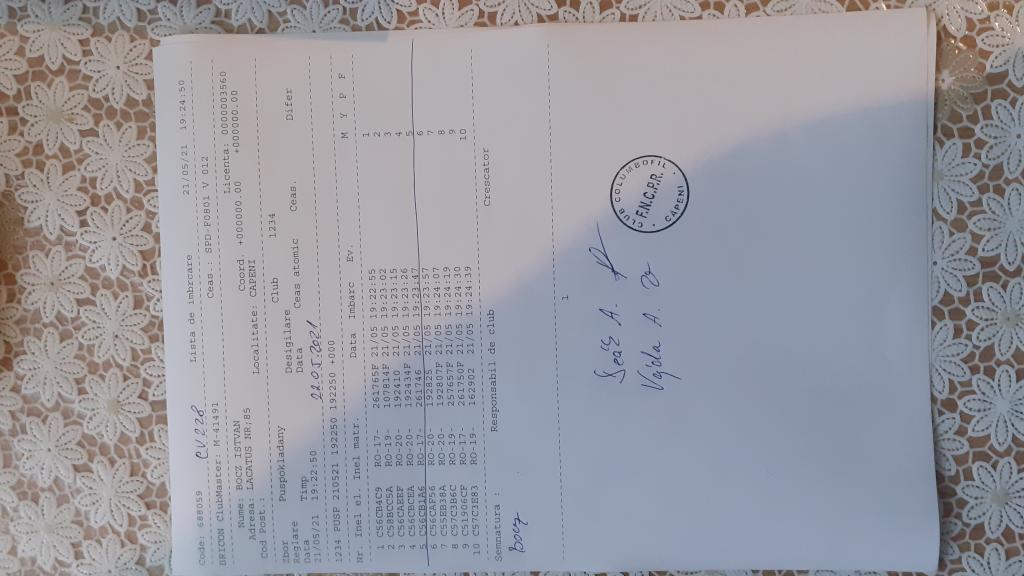 CV228
Code: 688059 Lista de imbrcare 21/05/21 19:24:50
BRICON ClubMaster: M-41491 Ceas.: SPD-F0801 V 012
Nume: BOCZ ISTVAN Licenta: 0000003560
Adresa: LACATUS NR;85 Coord. +000000.00 +000000.00
Cod Post: Localitate: CAPENI
Zbor Puspokladany Club 1234
Reglare Desigilare
Data Timp Data Ceas atomic Ceas. Difer
21/05/21 19:22:50 22.05.2021
1234 PUSP 210521 192250 192250 +000
Nr. Inel el. Inel matr. Data Imbarc Ev. M Y P F
1 C56CB4C9 RO-17- 261765F 21/05 19:22:55 1
2 C58BCC5A RO-19- 107814F 21/05 19:23:02 2
3 C56CAEEF RO-20- 192410 21/05 19:23:15 3
4 C56CBCEA RO-20- 192434F 21/05 19:23:26 4
5 C56CB1A6 RO-17- 261746 21/05 19:23:47 5
6 C56CAF56 RO-20- 192825 21/05 19:23:57 6
7 C55EB38A RO-20- 192807F 21/05 19:24:07 7
8 C57C3B6C RO-19- 257657F 21/05 19:24:19 8
9 C51906CF RO-17- 261750F 21/05 19:24:30 9
10 C57C3E83 RO-19- 162902 21/05 19:24:39 10
Semnatura : Responsabil de club Crescator
Bocz
1
A.
A.
CLUB COLUMBOFIL
F.N.C.P.R.
CAPENI